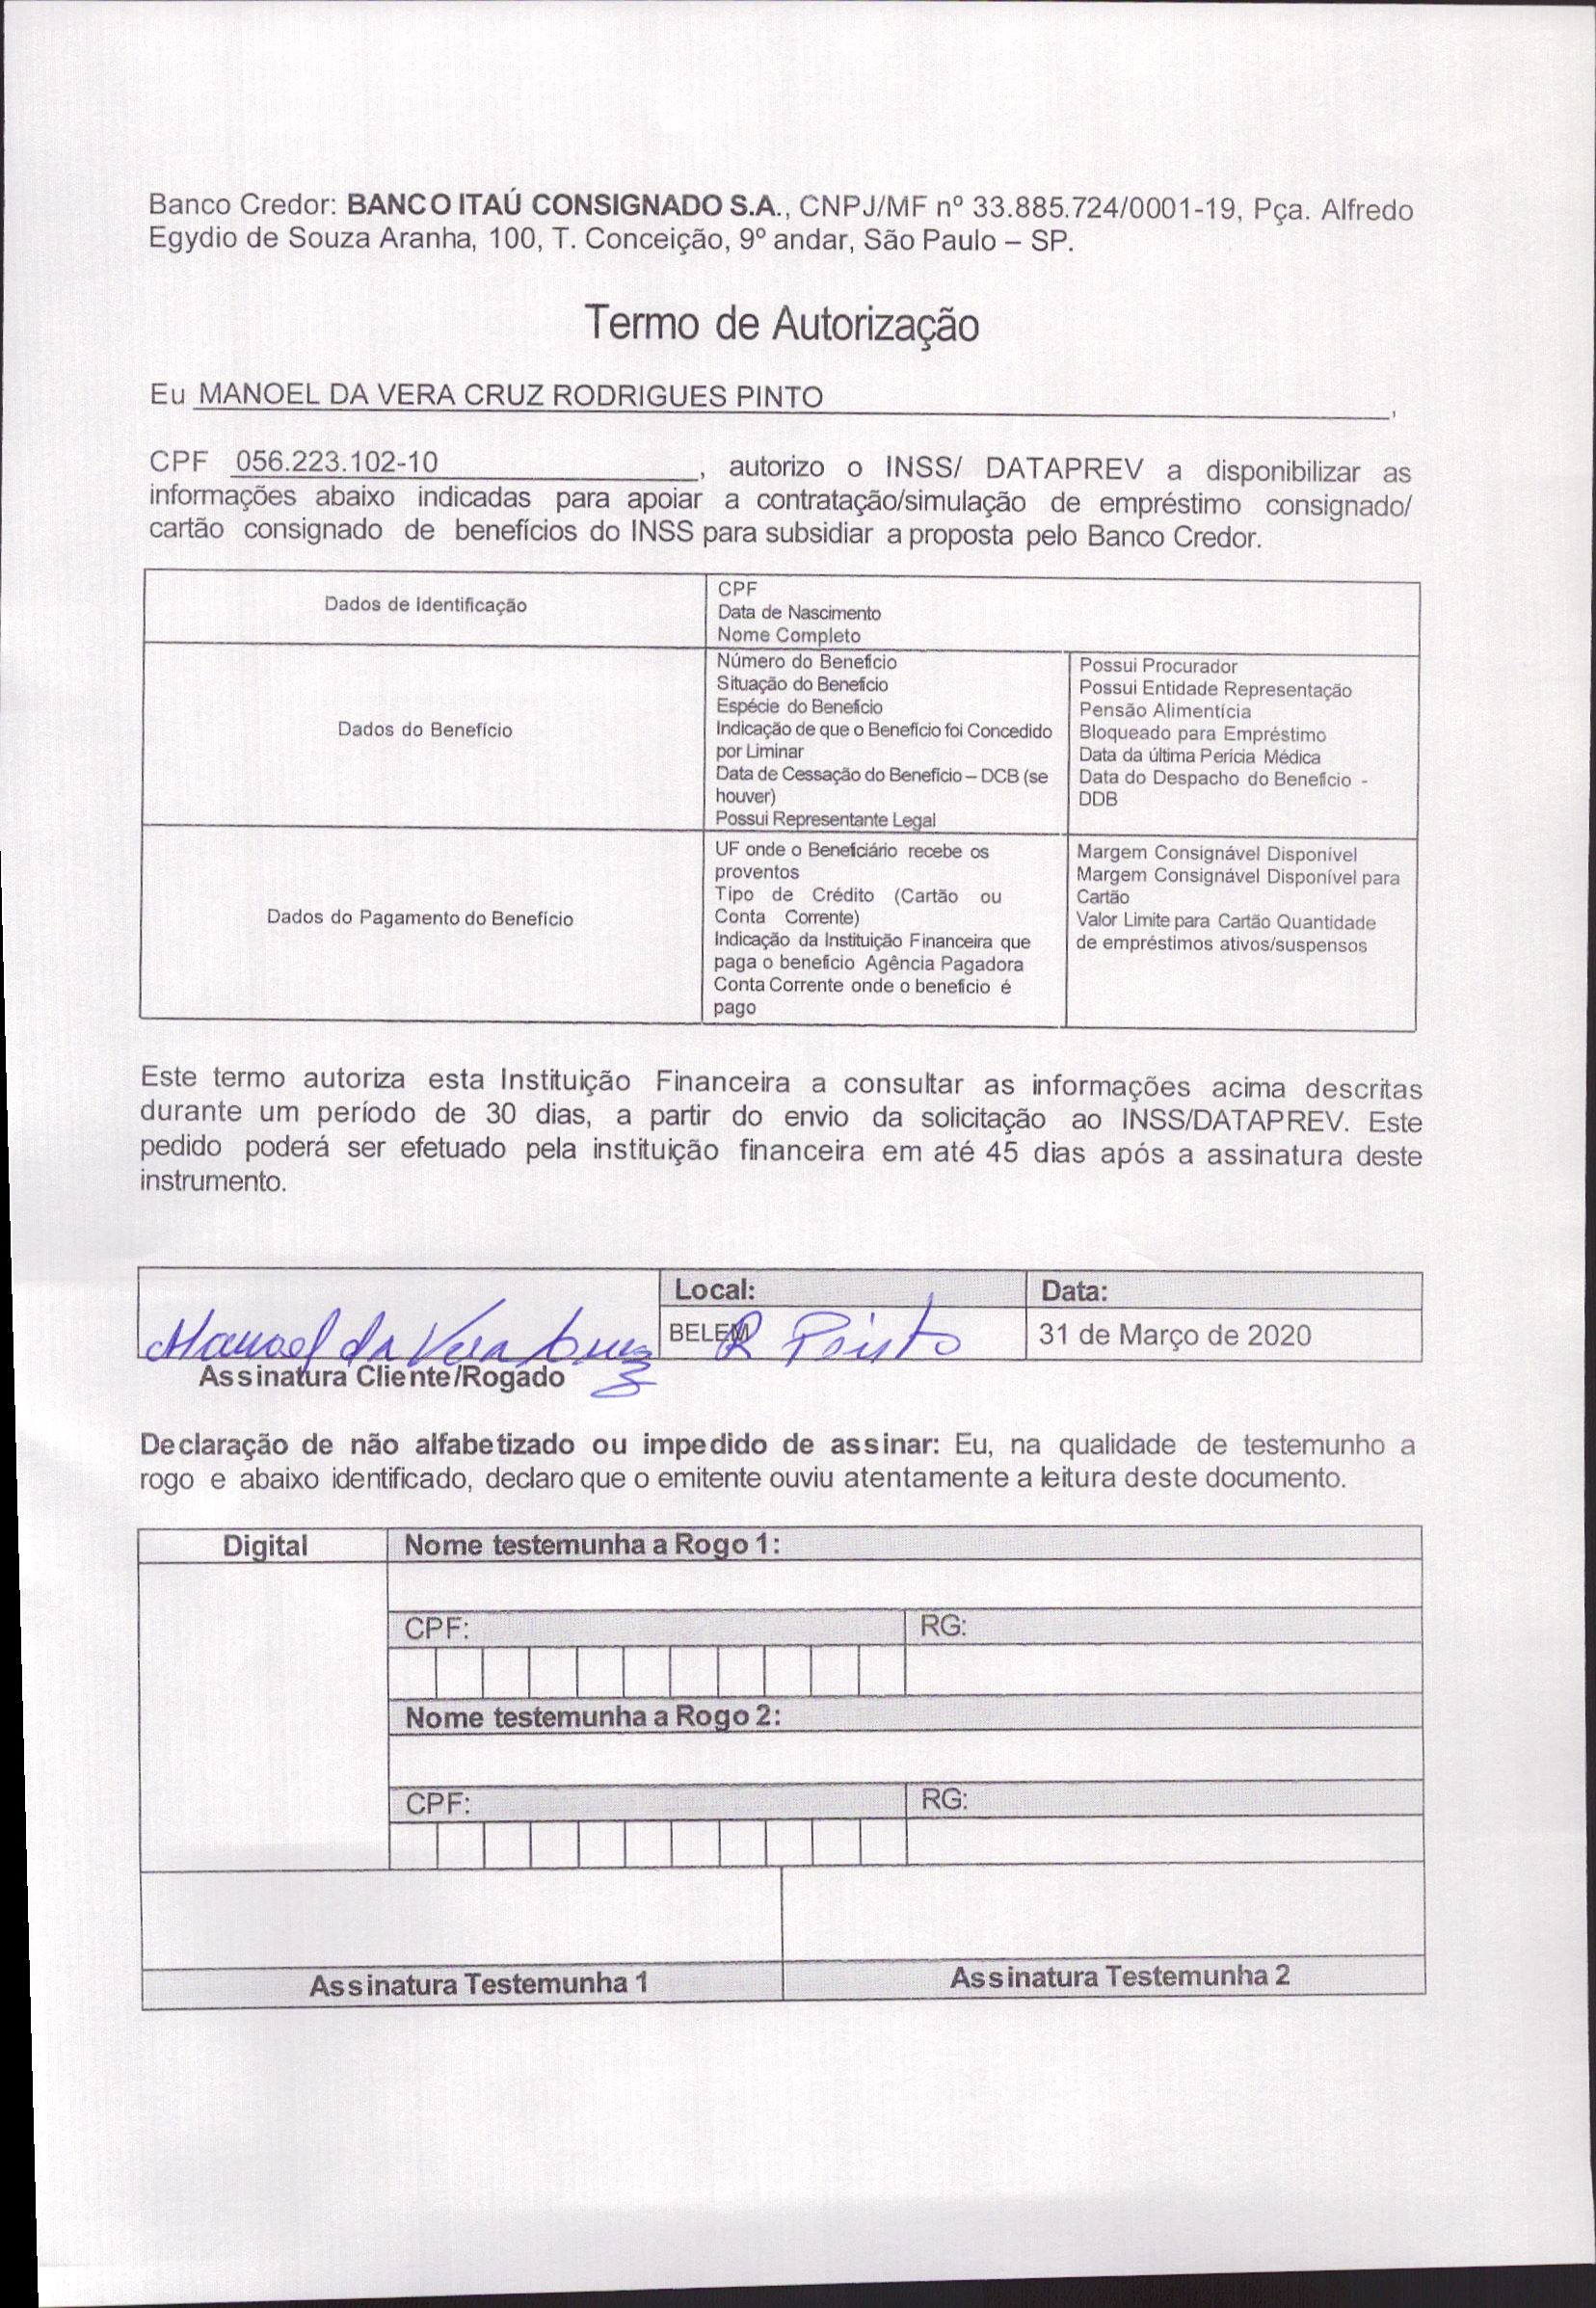 Banco Credor: BANCO ITAÚ CONSIGNADO S.A., CNPJ/MF nº 33.885.724/0001-19, Pça. Alfredo
Egydio de Souza Aranha, 100, T. Conceição, 9º andar, São Paulo – SP.
Termo de Autorização
Eu MANOEL DA VERA CRUZ RODRIGUES PINTO,
CPF 056.223.102-10, autorizo o INSS/ DATAPREV a disponibilizar as
informações abaixo indicadas para apoiar a contratação/simulação de empréstimo consignado/
cartão consignado de benefícios do INSS para subsidiar a proposta pelo Banco Credor.
Dados de Identificação
CPF
Data de Nascimento
Nome Completo
Dados do Benefício
Número do Benefício
Situação do Benefício
Espécie do Benefício
Indicação de que o Benefício foi Concedido
por Liminar
Data de Cessação do Benefício – DCB (se
houver)
Possui Representante Legal
Possui Procurador
Possui Entidade Representação
Pensão Alimentícia
Bloqueado para Empréstimo
Data da última Perícia Médica
Data do Despacho do Benefício -
DDB
Dados do Pagamento do Benefício
UF onde o Beneficiário recebe os
proventos
Tipo de Crédito (Cartão ou
Conta Corrente)
Indicação da Instituição Financeira que
paga o benefício Agência Pagadora
Conta Corrente onde o benefício é
pago
Margem Consignável Disponível
Margem Consignável Disponível para
Cartão
Valor Limite para Cartão Quantidade
de empréstimos ativos/suspensos
Este termo autoriza esta Instituição Financeira a consultar as informações acima descritas
durante um período de 30 dias, a partir do envio da solicitação ao INSS/DATAPREV. Este
pedido poderá ser efetuado pela instituição financeira em até 45 dias após a assinatura deste
instrumento.
Local:
Data:
Manoel da Vera Cruz R Pinto
BELEM
31 de Março de 2020
Assinatura Cliente/Rogado
Declaração de não alfabetizado ou impedido de assinar: Eu, na qualidade de testemunho a
rogo e abaixo identificado, declaro que o emitente ouviu atentamente a leitura deste documento.
Digital
Nome testemunha a Rogo 1:
CPF:
RG:
Nome testemunha a Rogo 2:
CPF:
RG:
Assinatura Testemunha 1
Assinatura Testemunha 2